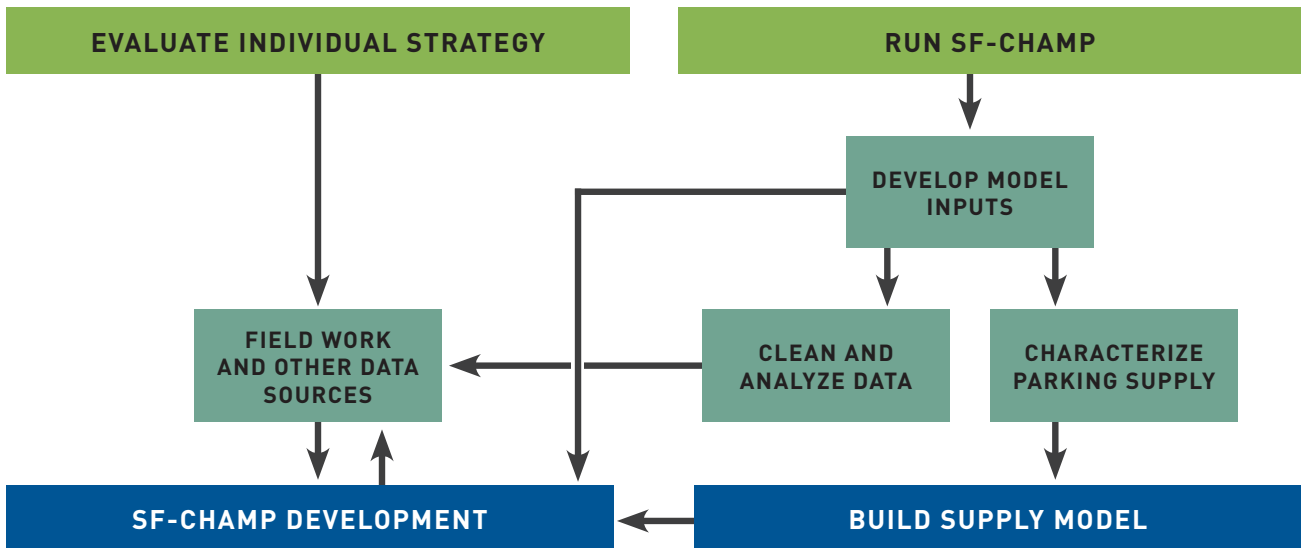 EVALUATE INDIVIDUAL STRATEGY
RUN SF-CHAMP
DEVELOP MODEL
INPUTS
FIELD WORK
AND OTHER DATA
SOURCES
CLEAN AND
ANALYZE DATA
CHARACTERIZE
PARKING SUPPLY
SF-CHAMP DEVELOPMENT
BUILD SUPPLY MODEL